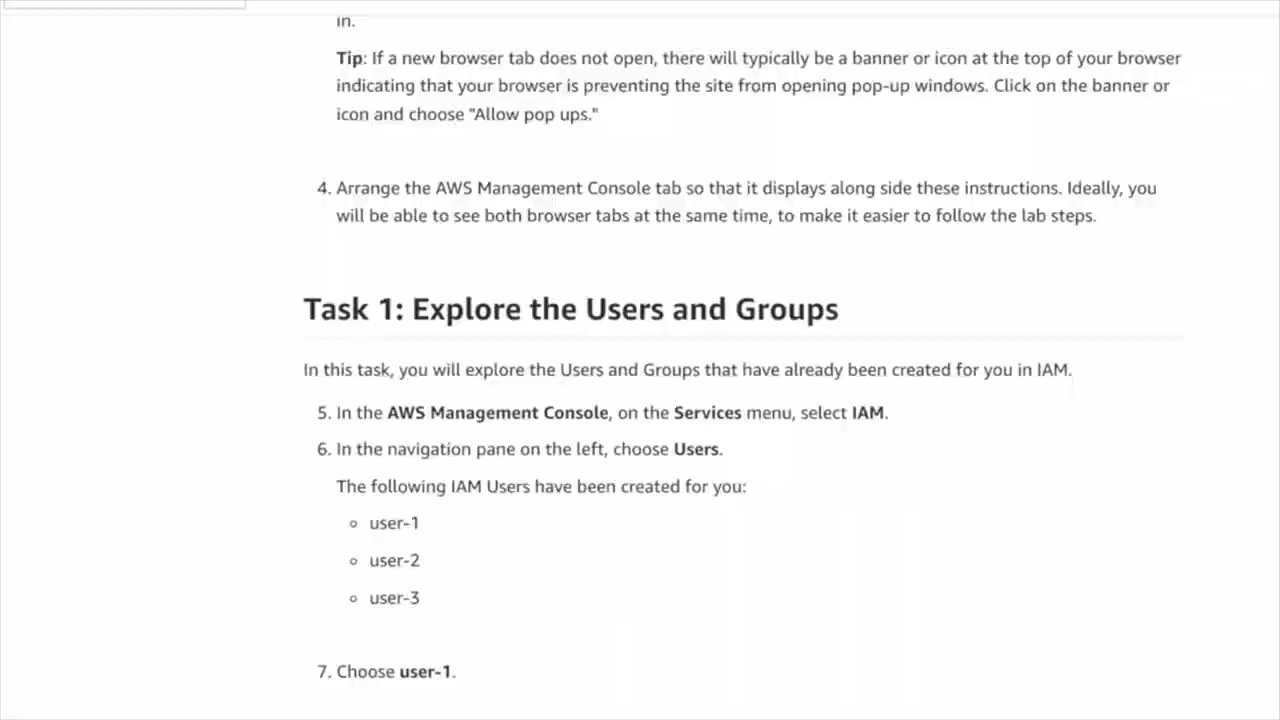 in.
Tip: If a new browser tab does not open, there will typically be a banner or icon at the top of your browser
indicating that your browser is preventing the site from opening pop-up windows. Click on the banner or
icon and choose "Allow pop ups."
4. Arrange the AWS Management Console tab so that it displays along side these instructions. Ideally, you
will be able to see both browser tabs at the same time, to make it easier to follow the lab steps.
Task 1: Explore the Users and Groups
In this task, you will explore the Users and Groups that have already been created for you in IAM.
5. In the AWS Management Console, on the Services menu, select IAM.
6. In the navigation pane on the left, choose Users.
The following IAM Users have been created for you:
◦ user-1
◦ user-2
◦ user-3
7. Choose user-1.